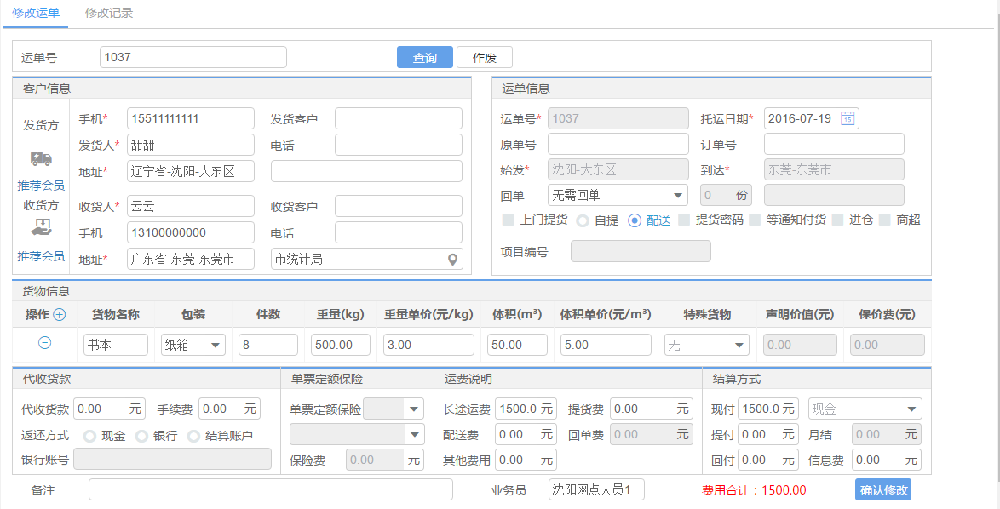 修改运单 修改记录
运单号 1037 查询 作废
客户信息
发货方
推荐会员
手机* 15511111111 发货客户
发货人* 甜甜 电话
地址* 辽宁省-沈阳-大东区
收货方
推荐会员
收货人* 云云 收货客户
手机 13100000000 电话
地址* 广东省-东莞-东莞市 市统计局
运单信息
运单号* 1037 托运日期* 2016-07-19 15
原单号 订单号
始发* 沈阳-大东区 到达* 东莞-东莞市
回单 无需回单 0 份
上门提货 自提 配送 提货密码 等通知付货 进仓 商超
项目编号
货物信息
操作 货物名称 包装 件数 重量(kg) 重量单价(元/kg) 体积(m³) 体积单价(元/m³) 特殊货物 声明价值(元) 保价费(元)
书本 纸箱 8 500.00 3.00 50.00 5.00 无 0.00 0.00
代收货款
代收货款 0.00 元 手续费 0.00 元
返还方式 现金 银行 结算账户
银行账号
单票定额保险
单票定额保险
保险费 0.00 元
运费说明
长途运费 1500.0 元 提货费 0.00 元
配送费 0.00 元 回单费 0.00 元
其他费用 0.00 元
结算方式
现付 1500.0 元 现金
提付 0.00 元 月结 0.00 元
回付 0.00 元 信息费 0.00 元
备注 业务员 沈阳网点人员1 费用合计：1500.00 确认修改